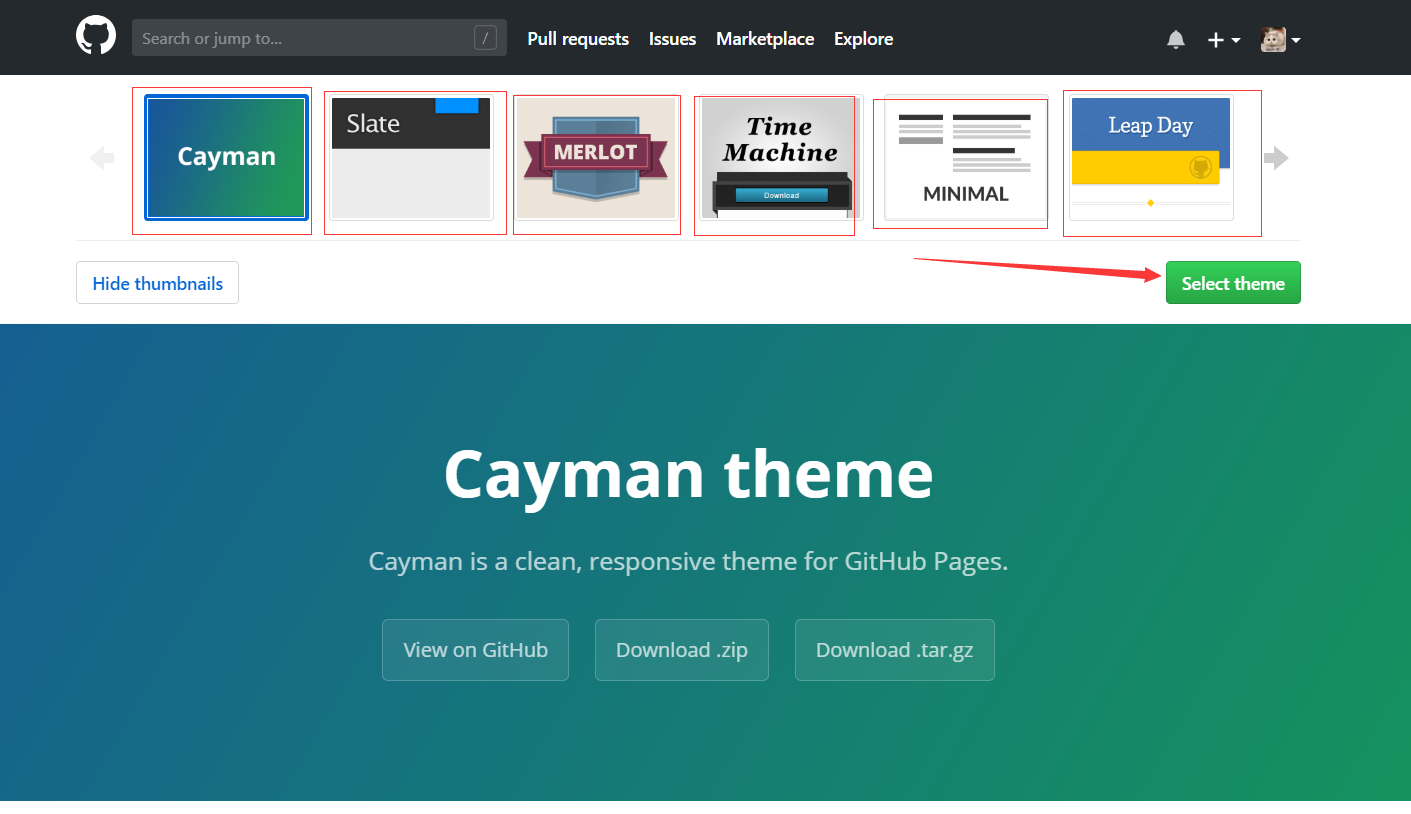 Search or jump to... / Pull requests Issues Marketplace Explore
Cayman
Slate
MERLOT
Time
Machine
Download
MINIMAL
Leap Day
Hide thumbnails
Select theme
Cayman theme
Cayman is a clean, responsive theme for GitHub Pages.
View on GitHub Download .zip Download .tar.gz